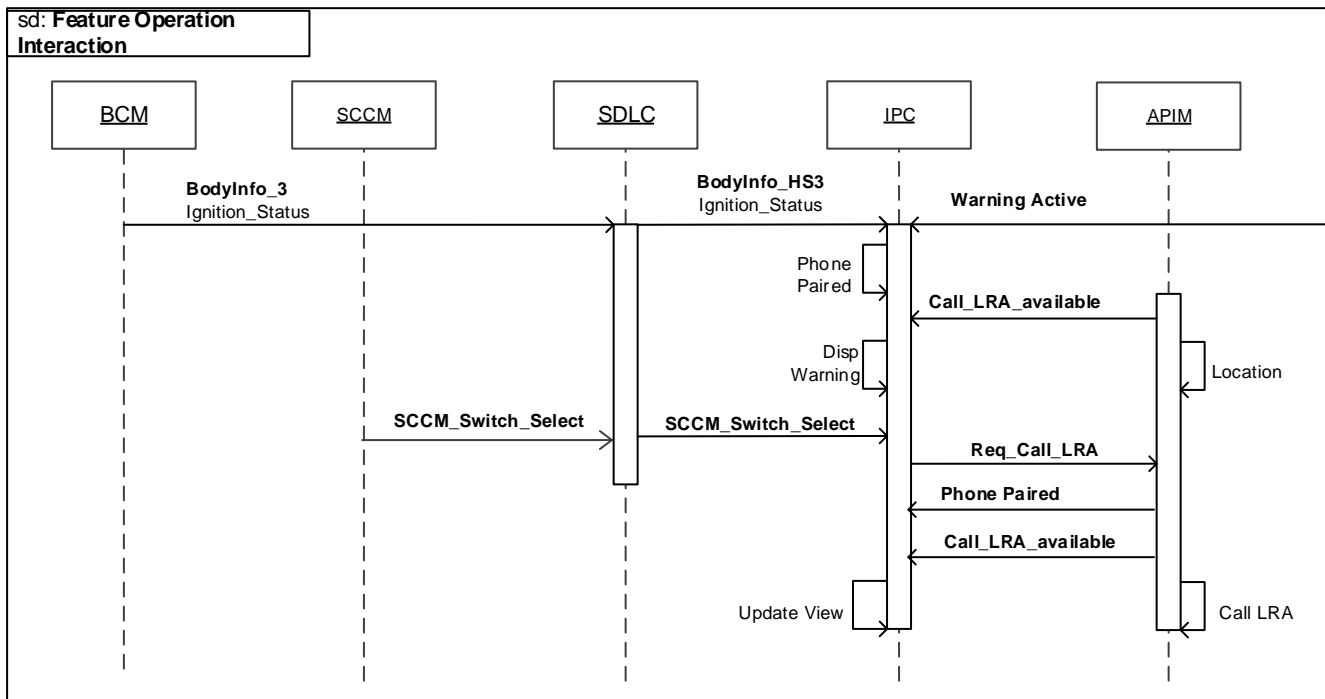 sd: Feature Operation
Interaction
BCM
SCCM
SDLC
IPC
APIM
BodyInfo_3
Ignition_Status
BodyInfo_HS3
Ignition_Status
Warning Active
Phone
Paired
Call_LRA_available
Disp
Warning
Location
SCCM_Switch_Select
SCCM_Switch_Select
Req_Call_LRA
Phone Paired
Call_LRA_available
Update View
Call LRA